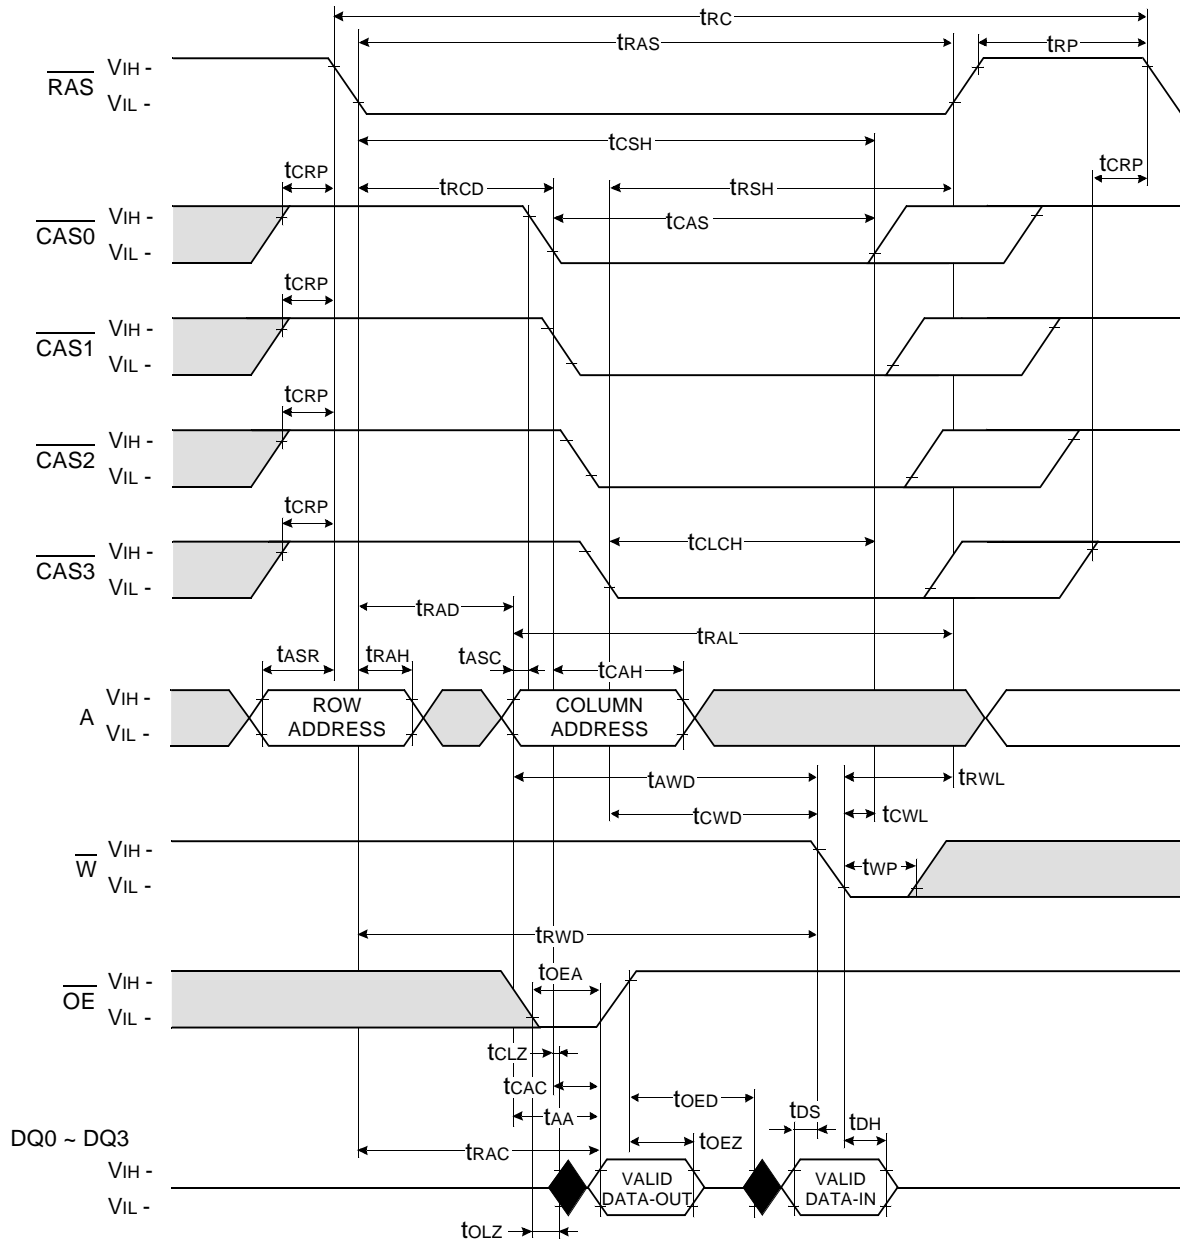 tRC
tRAS
tRP
RAS
VIH -
VIL -
tCSH
tCRP
tRCD
tRSH
tCRP
CAS0
VIH -
VIL -
tCAS
tCRP
CAS1
VIH -
VIL -
tCRP
CAS2
VIH -
VIL -
tCRP
CAS3
VIH -
VIL -
tCLCH
tRAD
tRAL
tASR
tRAH
tASC
tCAH
A
VIH -
VIL -
ROW
ADDRESS
COLUMN
ADDRESS
tAWD
tRWL
tCWD
tCWL
W
VIH -
VIL -
tWP
tRWD
OE
VIH -
VIL -
tOEA
tCLZ
tCAC
tOED
tAA
tDS
tDH
DQ0 ~ DQ3
tRAC
tOEZ
VIH -
VIL -
VALID
DATA-OUT
VALID
DATA-IN
tOLZ